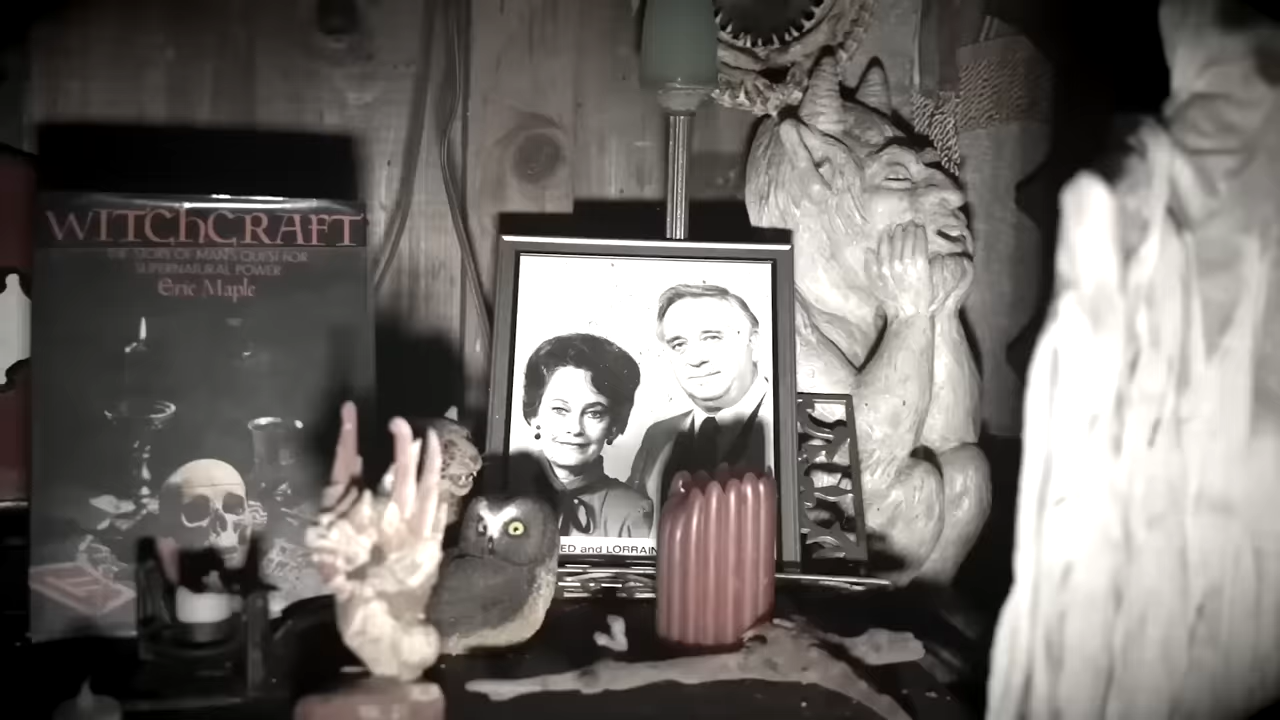 WITChCRAFT
THE STORY OF MAN'S QUEST FOR
SUPERNATURAL POWER
Eric Maple
ED and LORRAIN